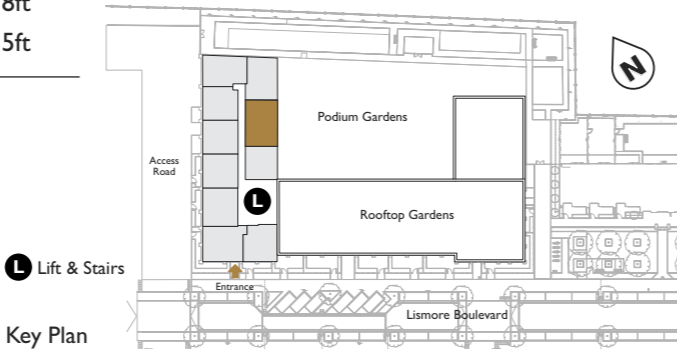 8ft
5ft
N
Podium Gardens
Access
Road
L
Rooftop Gardens
L Lift & Stairs
Entrance
Lismore Boulevard
Key Plan